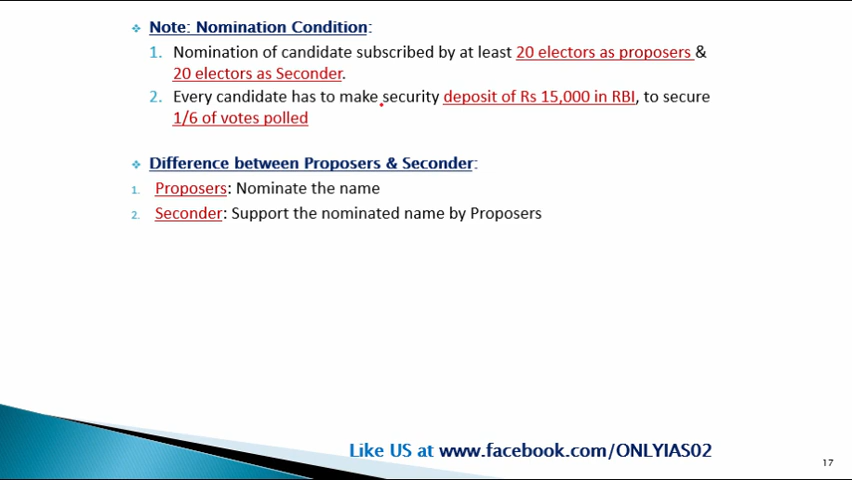 Note: Nomination Condition:
1. Nomination of candidate subscribed by at least 20 electors as proposers &
20 electors as Seconder.
2. Every candidate has to make security deposit of Rs 15,000 in RBI, to secure
1/6 of votes polled
Difference between Proposers & Seconder:
1. Proposers: Nominate the name
2. Seconder: Support the nominated name by Proposers
Like US at www.facebook.com/ONLYIAS02
17